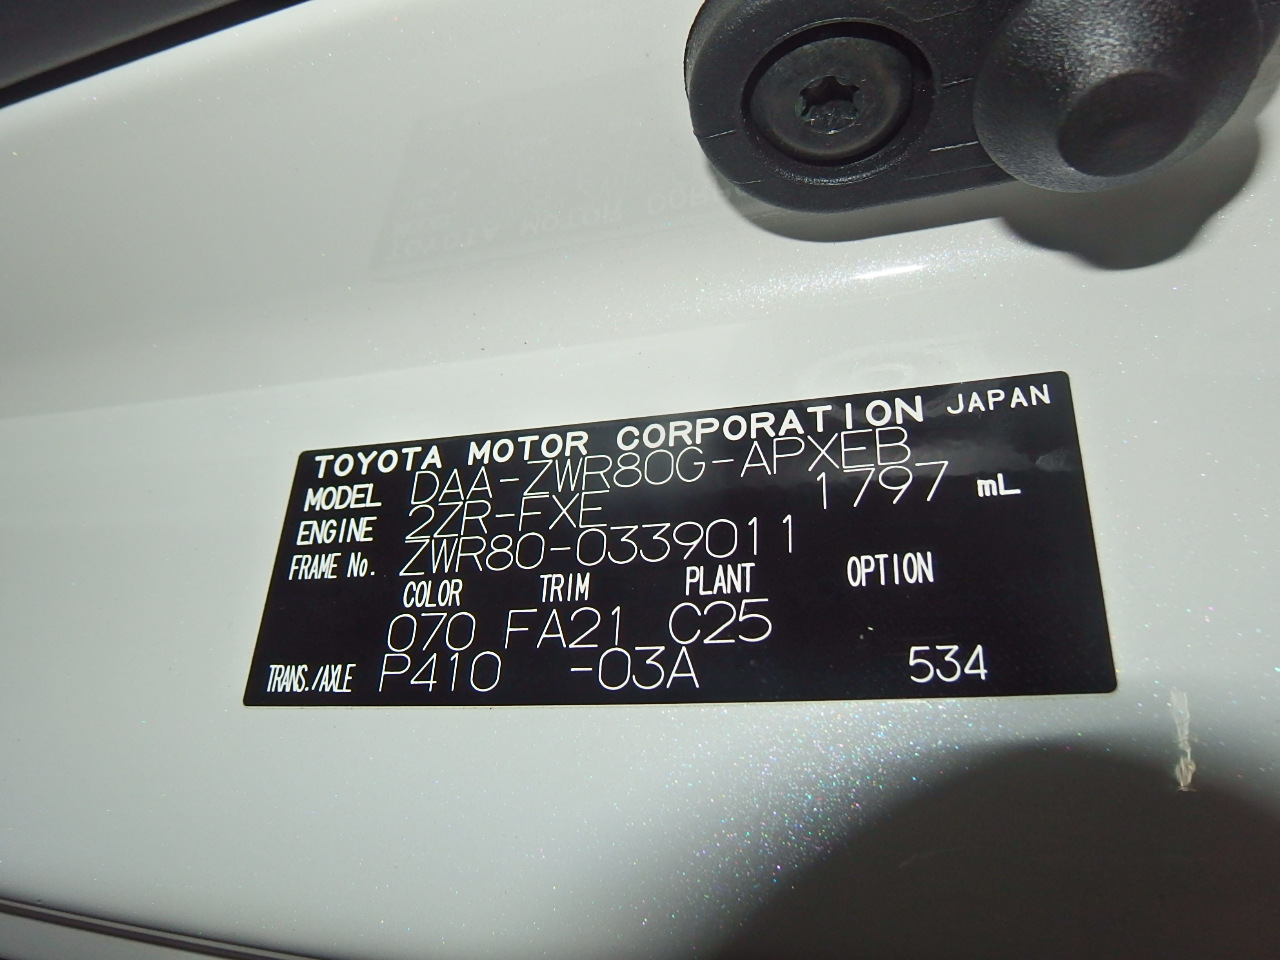 TOYOTA MOTOR CORPORATION JAPAN
MODEL DAA-ZWR80G-APXEB
ENGINE 2ZR-FXE 1797 mL
FRAME No. ZWR80-0339011
COLOR TRIM PLANT OPTION
070 FA21 C25
TRANS./AXLE P410 -03A 534